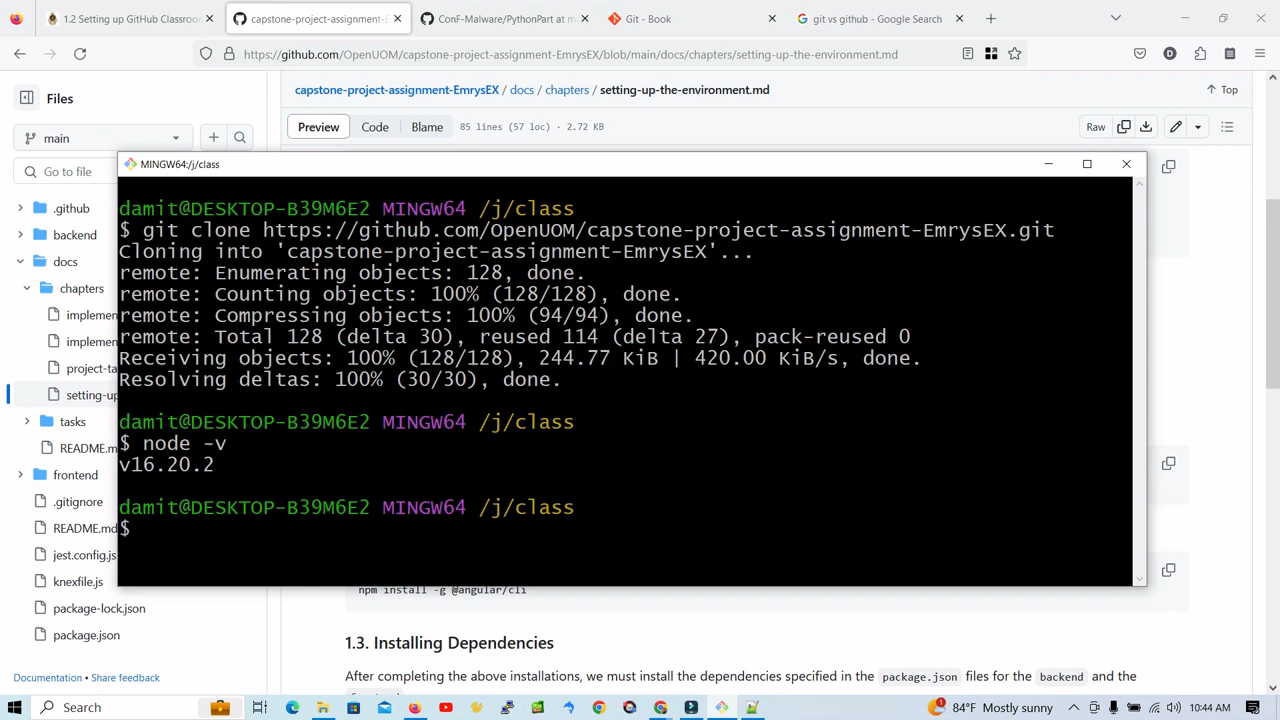 1.2 Setting up GitHub Classroo
capstone-project-assignment-E
ConF-Malware/PythonPart at m
Git - Book
git vs github - Google Search
https://github.com/OpenUOM/capstone-project-assignment-EmrysEX/blob/main/docs/chapters/setting-up-the-environment.md
Files
capstone-project-assignment-EmrysEX / docs / chapters / setting-up-the-environment.md
Top
main
Preview
Code
Blame
85 lines (57 loc) · 2.72 KB
Raw
Go to file
.github
backend
docs
chapters
implemen
implemen
project-ta
setting-up
tasks
README.m
frontend
.gitignore
README.md
jest.config.js
knexfile.js
package-lock.json
package.json
Documentation • Share feedback
MINGW64:/j/class
damit@DESKTOP-B39M6E2 MINGW64 /j/class
$ git clone https://github.com/OpenUOM/capstone-project-assignment-EmrysEX.git
Cloning into 'capstone-project-assignment-EmrysEX'...
remote: Enumerating objects: 128, done.
remote: Counting objects: 100% (128/128), done.
remote: Compressing objects: 100% (94/94), done.
remote: Total 128 (delta 30), reused 114 (delta 27), pack-reused 0
Receiving objects: 100% (128/128), 244.77 KiB | 420.00 KiB/s, done.
Resolving deltas: 100% (30/30), done.
damit@DESKTOP-B39M6E2 MINGW64 /j/class
$ node -v
v16.20.2
damit@DESKTOP-B39M6E2 MINGW64 /j/class
$
npm install -g @angular/cli
1.3. Installing Dependencies
After completing the above installations, we must install the dependencies specified in the package.json files for the backend and the
Search
84°F Mostly sunny
10:44 AM